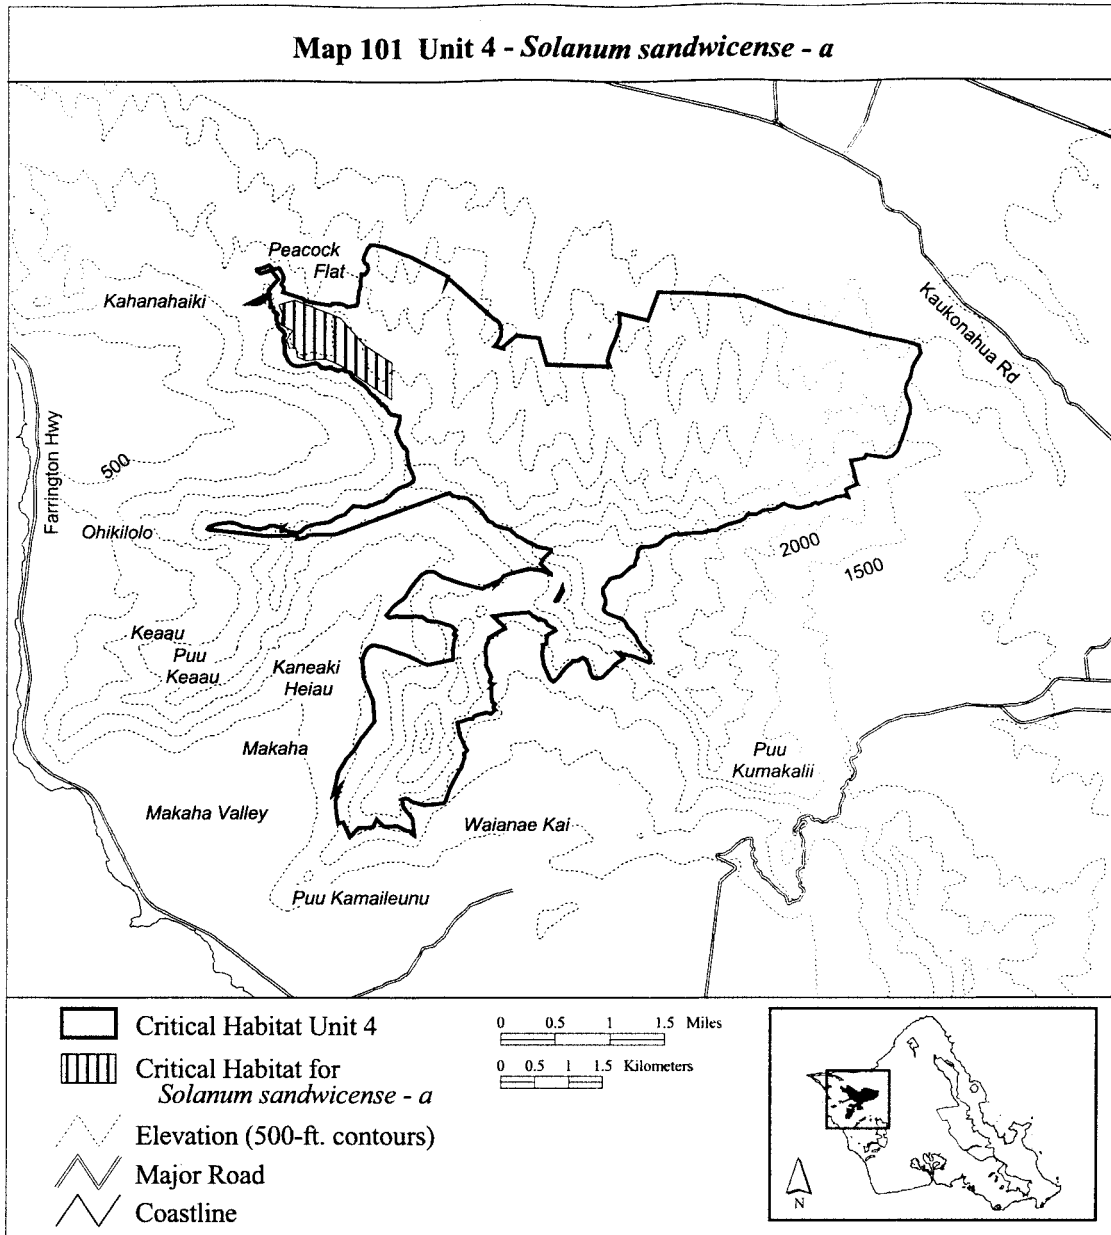 Map 101 Unit 4 - Solanum sandwicense - a
Peacock
Flat
Kahanahaiki
Kaukonahua Rd
Farrington Hwy
500
Ohikilolo
2000
1500
Keaau
Puu
Keaau
Kaneaki
Heiau
Makaha
Puu
Kumakalii
Makaha Valley
Waianae Kai
Puu Kamaileunu
Critical Habitat Unit 4
Critical Habitat for
Solanum sandwicense - a
Elevation (500-ft. contours)
Major Road
Coastline
0 0.5 1 1.5 Miles
0 0.5 1 1.5 Kilometers
N